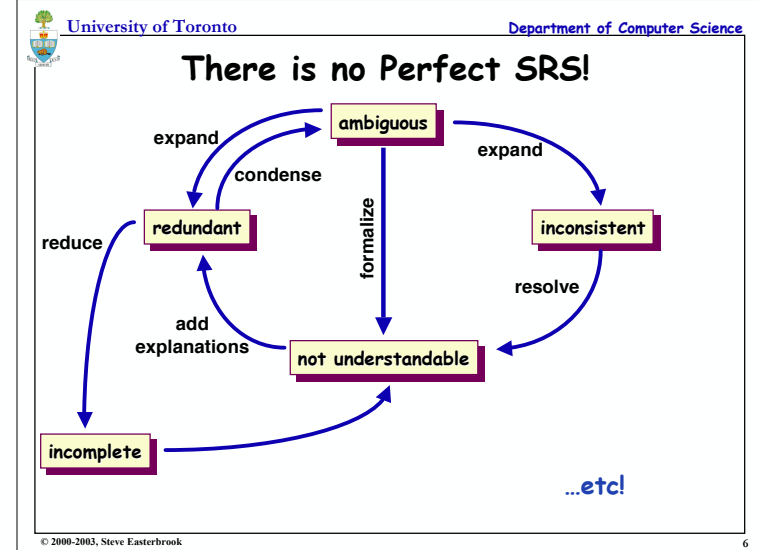 University of Toronto
Department of Computer Science
There is no Perfect SRS!
ambiguous
expand
expand
condense
formalize
redundant
inconsistent
reduce
resolve
add
explanations
not understandable
incomplete
...etc!
© 2000-2003, Steve Easterbrook
6